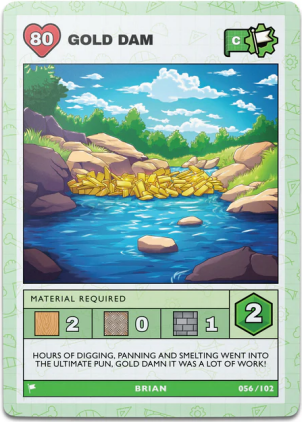 80 GOLD DAM C
MATERIAL REQUIRED
2 0 1 2
HOURS OF DIGGING, PANNING AND SMELTING WENT INTO
THE ULTIMATE PUN, GOLD DAMN IT WAS A LOT OF WORK!
BRIAN 056/102